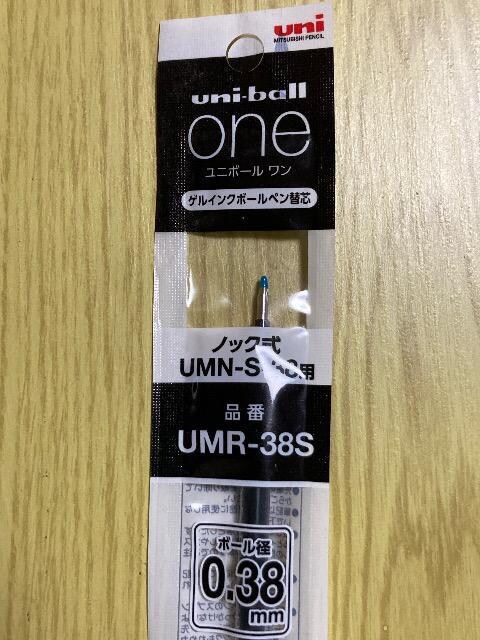 uni
MITSUBISHI PENCIL
uni-ball
one
ユニボール ワン
ゲルインクボールペン替芯
ノック式
用
品番
UMR-38S
ボール径
0.38
mm